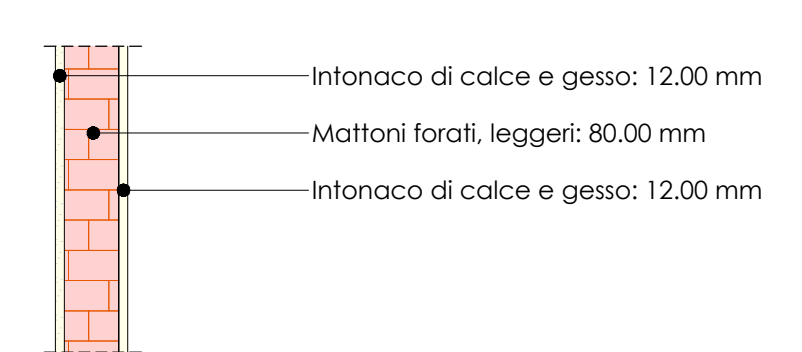 Intonaco di calce e gesso: 12.00 mm
Mattoni forati, leggeri: 80.00 mm
Intonaco di calce e gesso: 12.00 mm